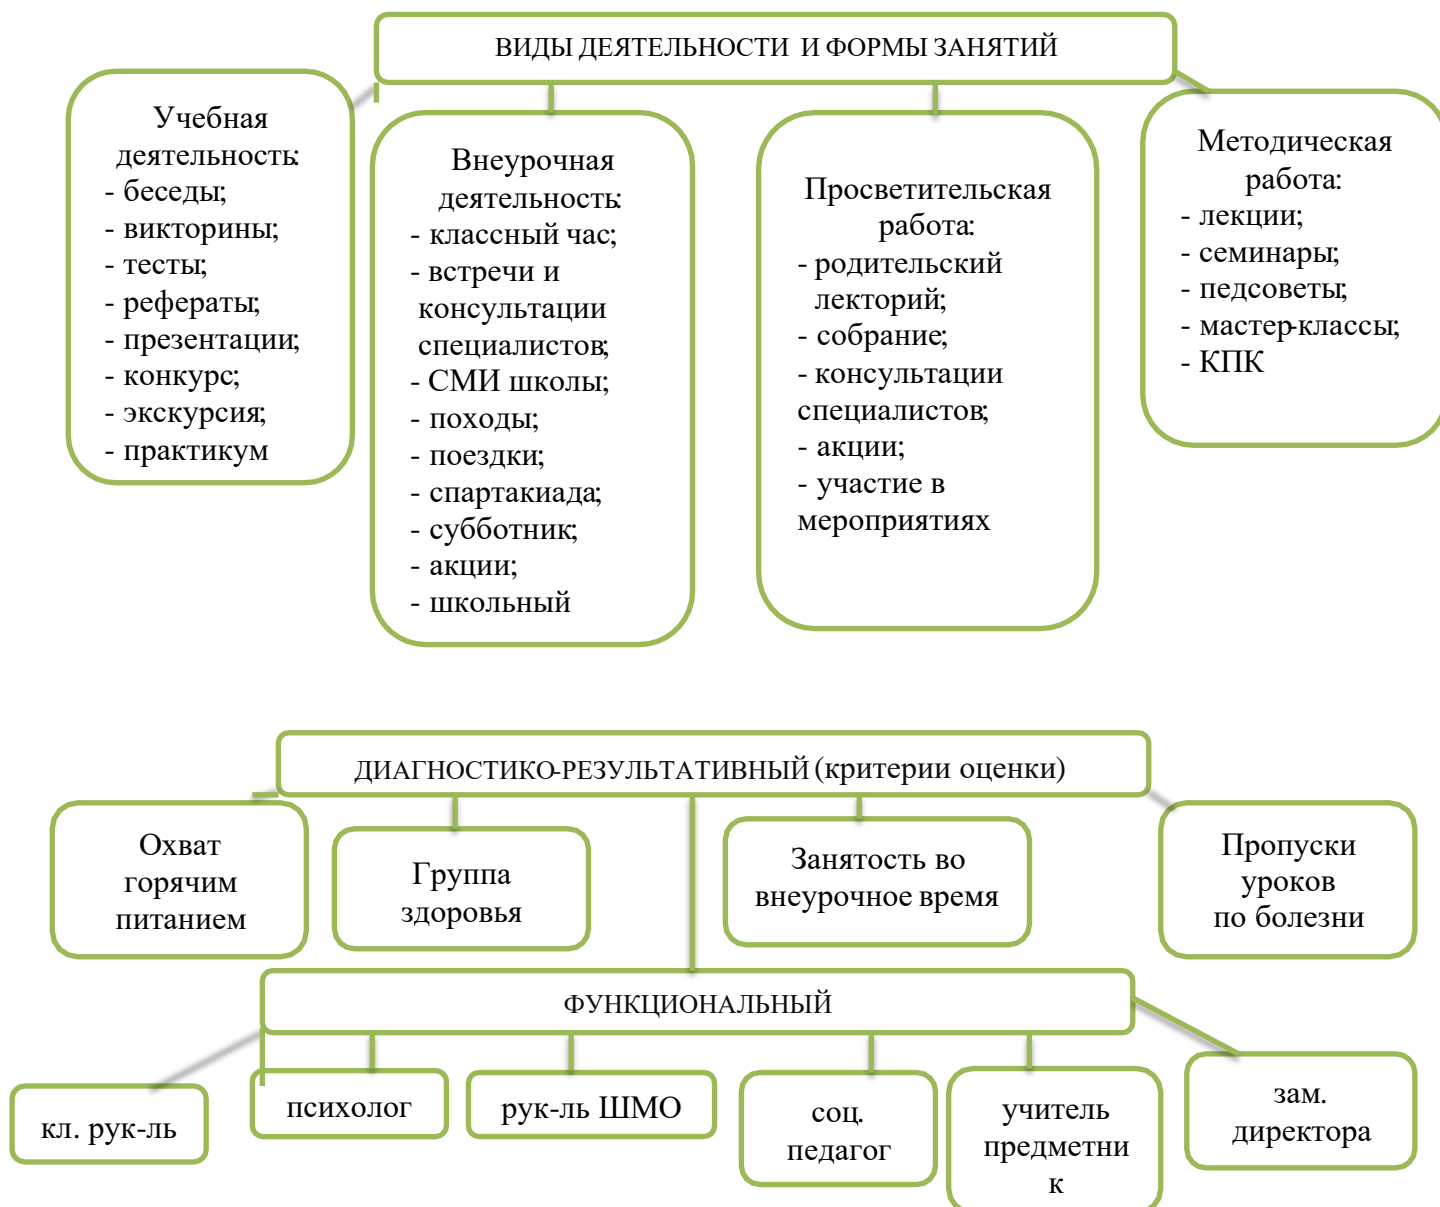 ВИДЫ ДЕЯТЕЛЬНОСТИ И ФОРМЫ ЗАНЯТИЙ
Учебная
деятельность:
- беседы;
- викторины;
- тесты;
- рефераты;
- презентации;
- конкурс;
- экскурсия;
- практикум
Внеурочная
деятельность:
- классный час;
- встречи и
консультации
специалистов;
- СМИ школы;
- походы;
- поездки;
- спартакиада;
- субботник;
- акции;
- школьный
Просветительская
работа:
- родительский
лекторий;
- собрание;
- консультации
специалистов;
- акции;
- участие в
мероприятиях
Методическая
работа:
- лекции;
- семинары;
- педсоветы;
- мастер-классы;
- КПК
ДИАГНОСТИКО-РЕЗУЛЬТАТИВНЫЙ (критерии оценки)
Охват
горячим
питанием
Группа
здоровья
Занятость во
внеурочное время
Пропуски
уроков
по болезни
ФУНКЦИОНАЛЬНЫЙ
кл. рук-ль
психолог
рук-ль ШМО
соц.
педагог
учитель
предметни
к
зам.
директора